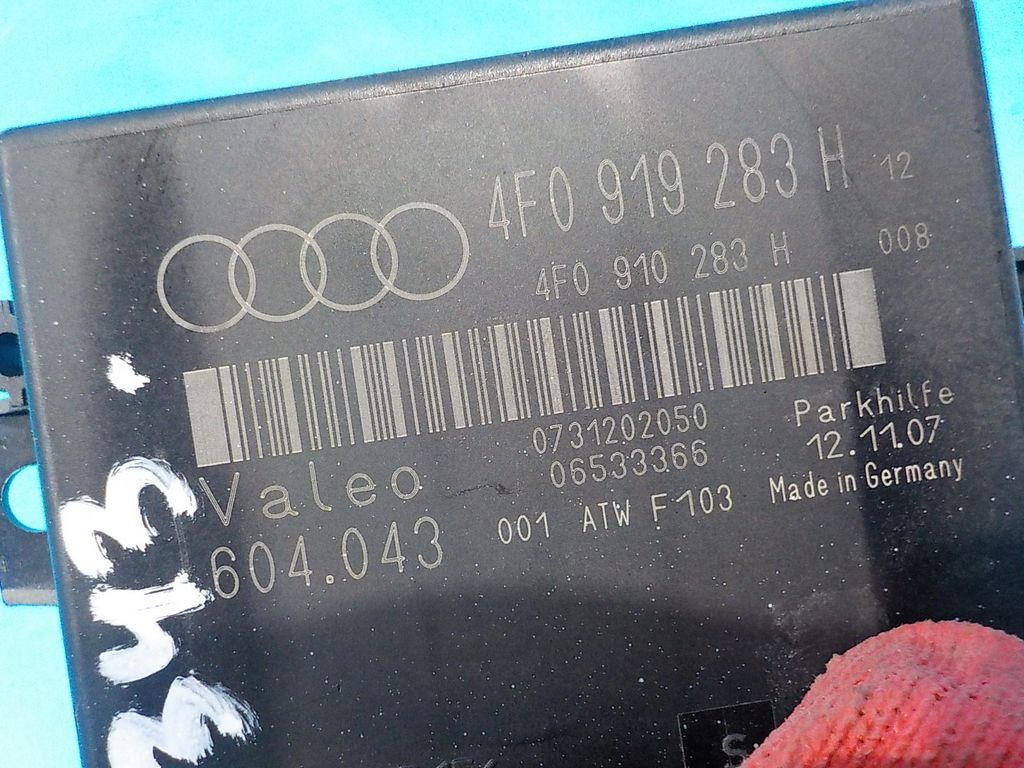 4F0 919 283 H 12
4F0 910 283 H 008
0731202050
06533366
Parkhilfe
12.11.07
Made in Germany
Valeo
604.043
001 ATW F103